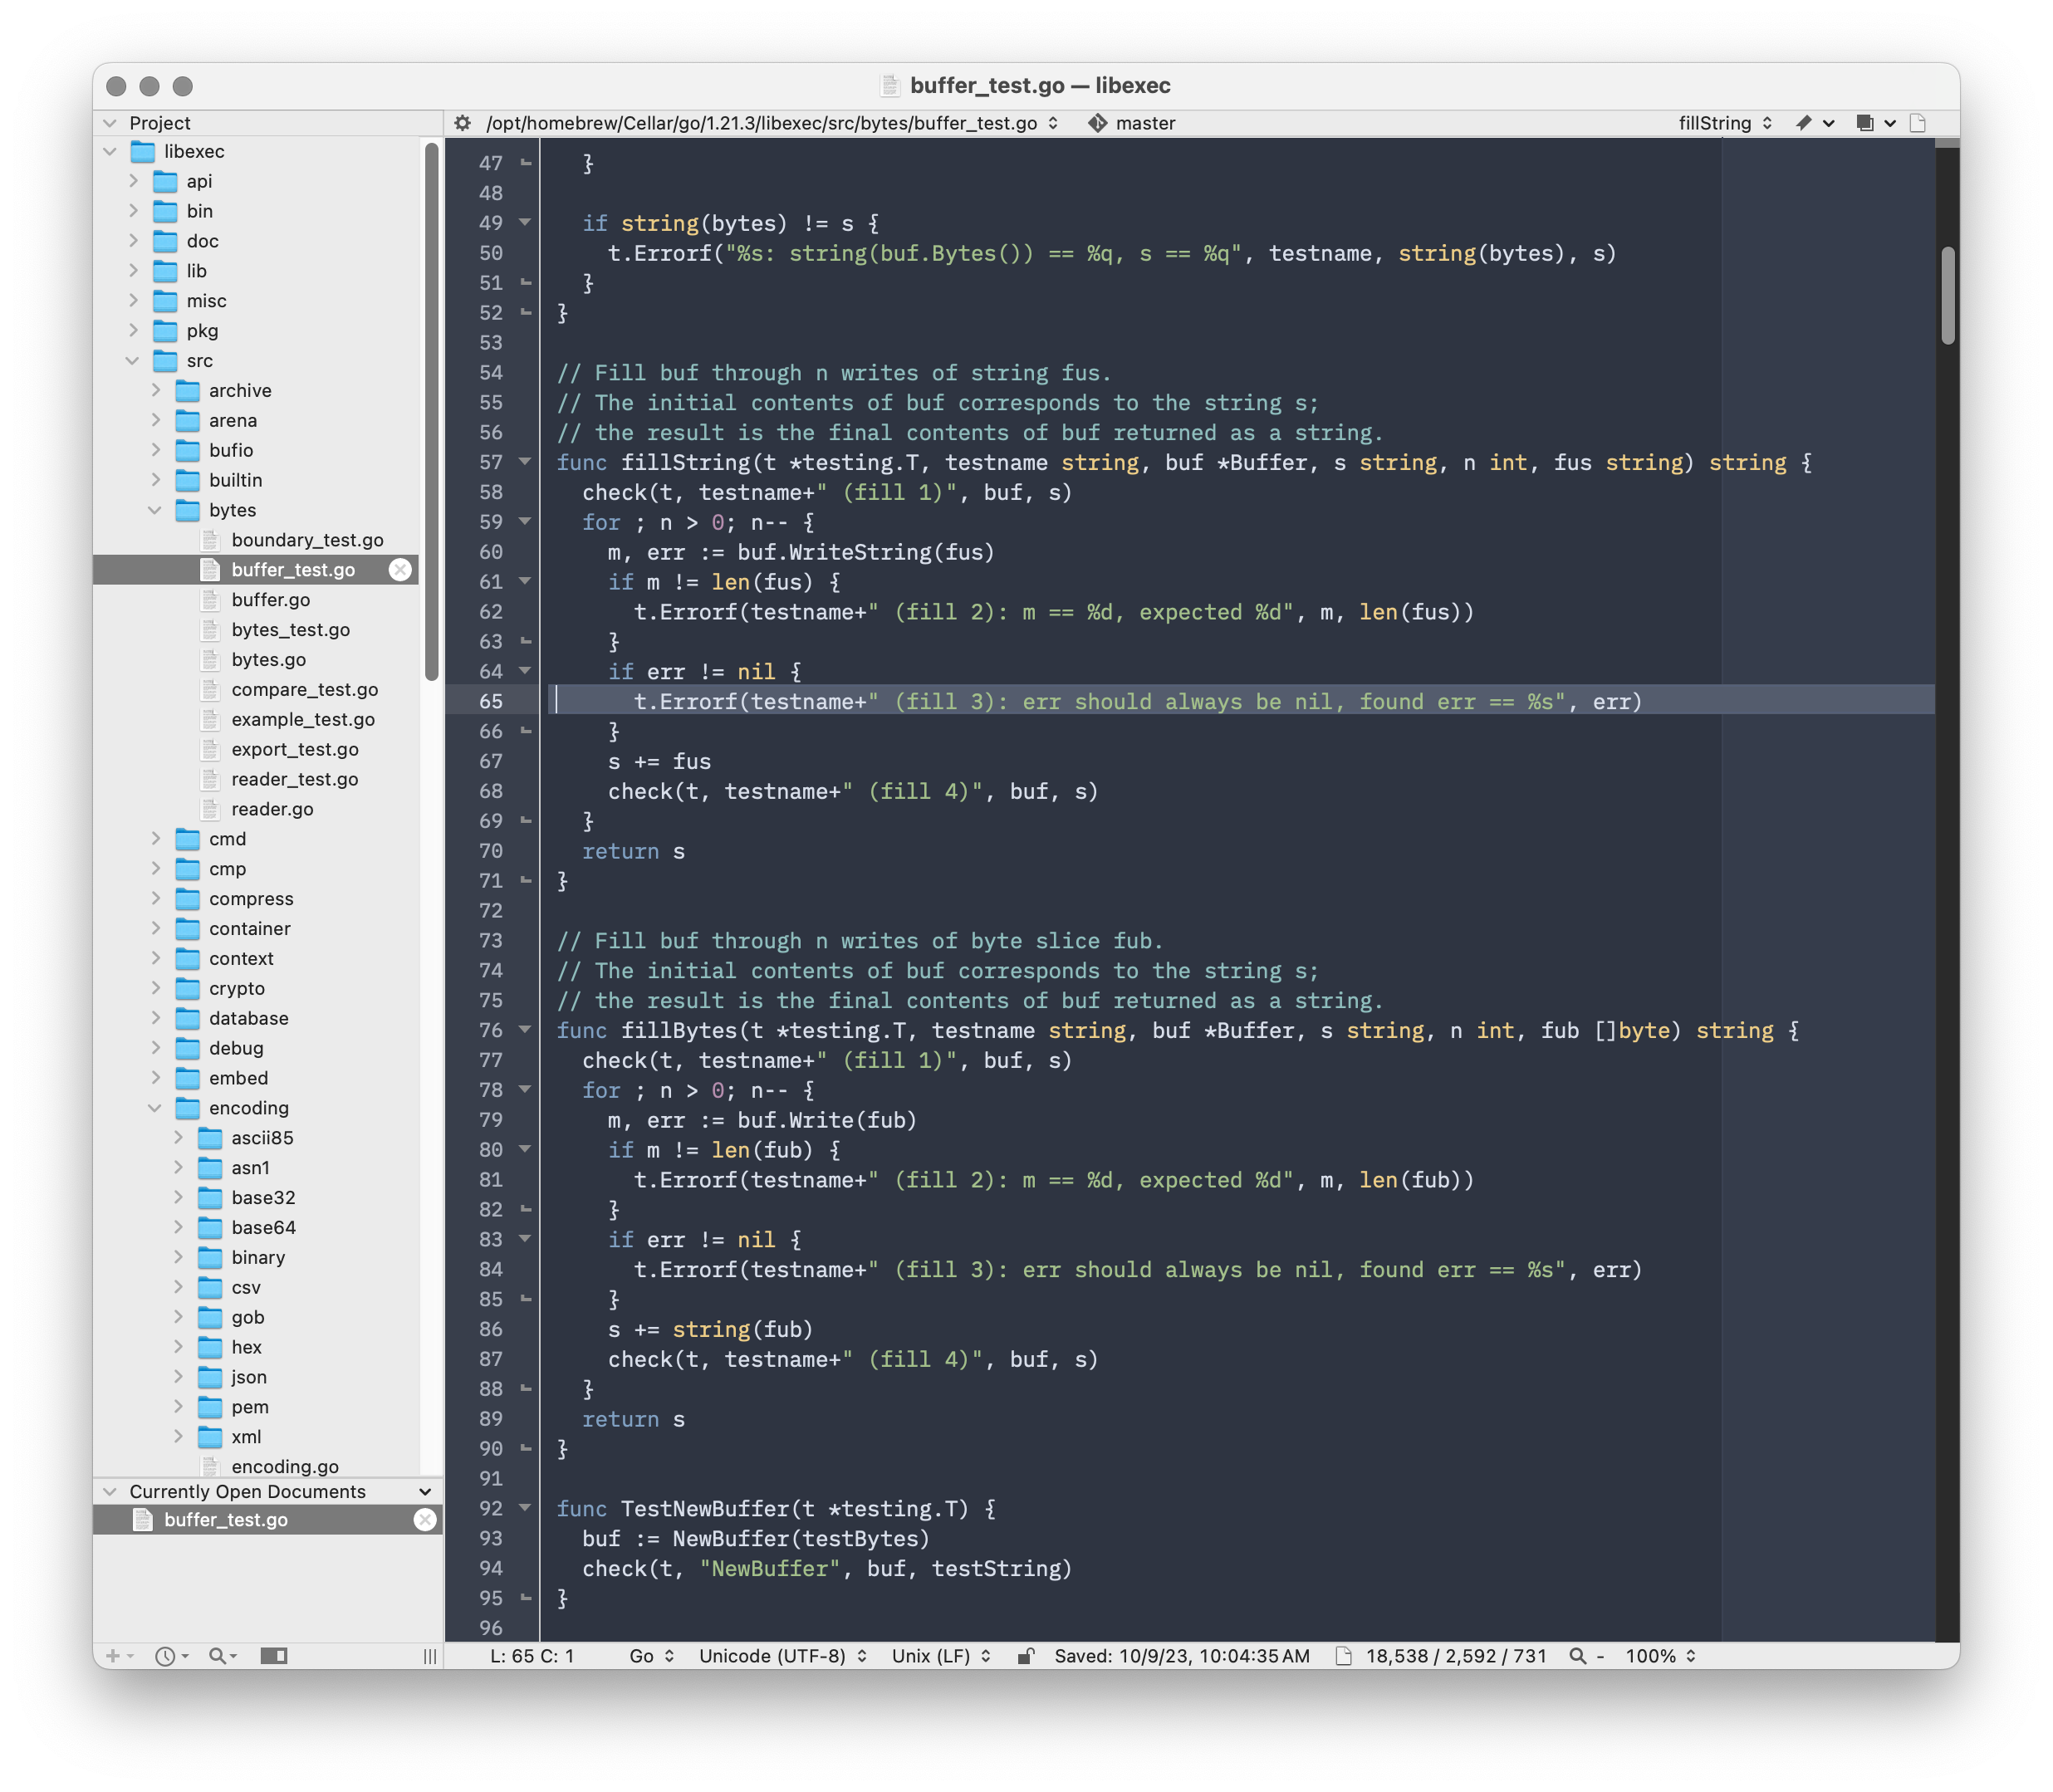 buffer_test.go — libexec
Project
/opt/homebrew/Cellar/go/1.21.3/libexec/src/bytes/buffer_test.go
master
fillString
libexec
api
bin
doc
lib
misc
pkg
src
archive
arena
bufio
builtin
bytes
boundary_test.go
buffer_test.go
buffer.go
bytes_test.go
bytes.go
compare_test.go
example_test.go
export_test.go
reader_test.go
reader.go
cmd
cmp
compress
container
context
crypto
database
debug
embed
encoding
ascii85
asn1
base32
base64
binary
csv
gob
hex
json
pem
xml
encoding.go
Currently Open Documents
buffer_test.go
47 }
48
49 if string(bytes) != s {
50 t.Errorf("%s: string(buf.Bytes()) == %q, s == %q", testname, string(bytes), s)
51 }
52 }
53
54 // Fill buf through n writes of string fus.
55 // The initial contents of buf corresponds to the string s;
56 // the result is the final contents of buf returned as a string.
57 func fillString(t *testing.T, testname string, buf *Buffer, s string, n int, fus string) string {
58 check(t, testname+" (fill 1)", buf, s)
59 for ; n > 0; n-- {
60 m, err := buf.WriteString(fus)
61 if m != len(fus) {
62 t.Errorf(testname+" (fill 2): m == %d, expected %d", m, len(fus))
63 }
64 if err != nil {
65 t.Errorf(testname+" (fill 3): err should always be nil, found err == %s", err)
66 }
67 s += fus
68 check(t, testname+" (fill 4)", buf, s)
69 }
70 return s
71 }
72
73 // Fill buf through n writes of byte slice fub.
74 // The initial contents of buf corresponds to the string s;
75 // the result is the final contents of buf returned as a string.
76 func fillBytes(t *testing.T, testname string, buf *Buffer, s string, n int, fub []byte) string {
77 check(t, testname+" (fill 1)", buf, s)
78 for ; n > 0; n-- {
79 m, err := buf.Write(fub)
80 if m != len(fub) {
81 t.Errorf(testname+" (fill 2): m == %d, expected %d", m, len(fub))
82 }
83 if err != nil {
84 t.Errorf(testname+" (fill 3): err should always be nil, found err == %s", err)
85 }
86 s += string(fub)
87 check(t, testname+" (fill 4)", buf, s)
88 }
89 return s
90 }
91
92 func TestNewBuffer(t *testing.T) {
93 buf := NewBuffer(testBytes)
94 check(t, "NewBuffer", buf, testString)
95 }
96
L: 65 C: 1 Go Unicode (UTF-8) Unix (LF) Saved: 10/9/23, 10:04:35 AM 18,538 / 2,592 / 731 - 100%